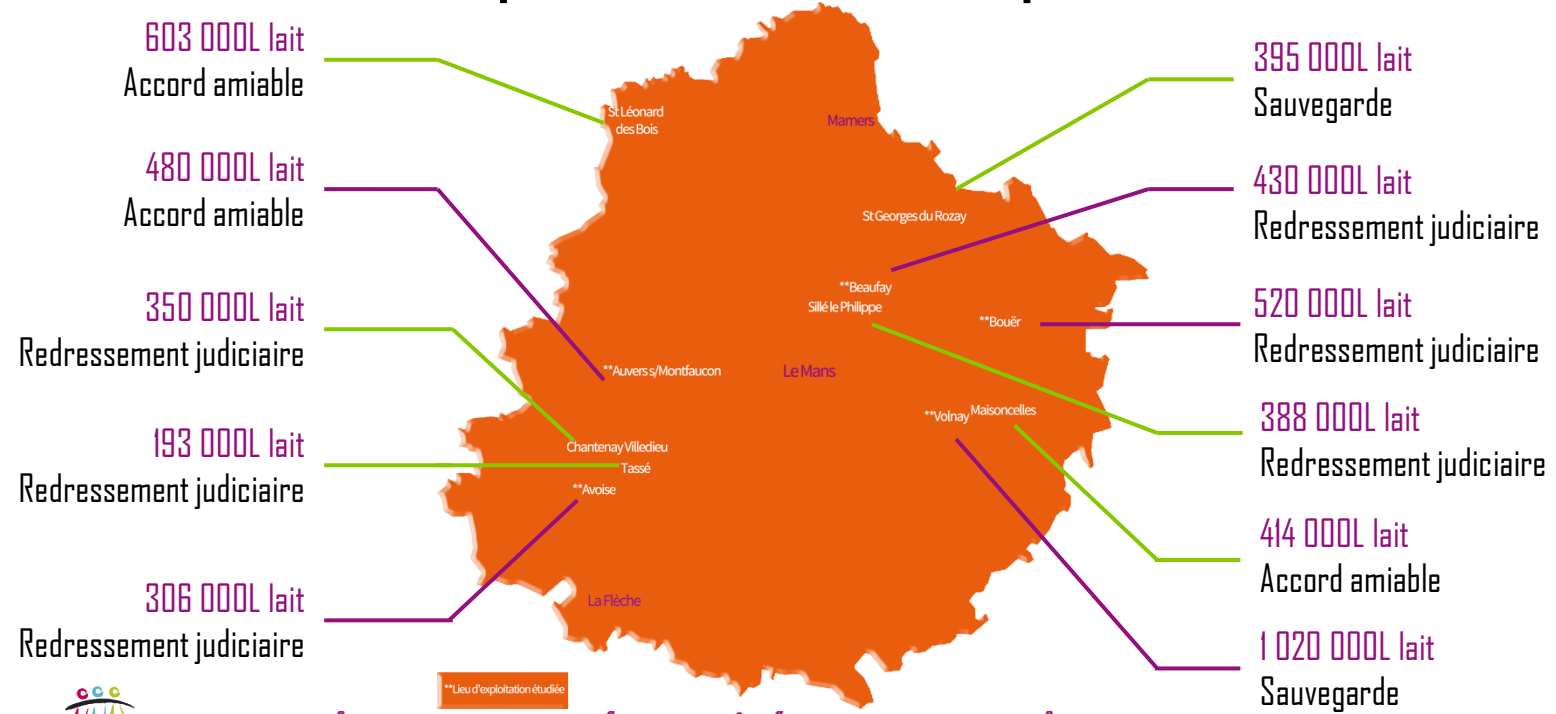 603 000L lait
Accord amiable
480 000L lait
Accord amiable
350 000L lait
Redressement judiciaire
193 000L lait
Redressement judiciaire
306 000L lait
Redressement judiciaire
St Léonard
des Bois
Mamers
St Georges du Rozay
**Beaufay
Sillé le Philippe
**Bouër
**Auvers s/Montfaucon
Le Mans
**Volnay
Maisoncelles
Chantenay Villedieu
Tassé
**Avoise
La Flèche
**Lieu d'exploitation étudiée
395 000L lait
Sauvegarde
430 000L lait
Redressement judiciaire
520 000L lait
Redressement judiciaire
388 000L lait
Redressement judiciaire
414 000L lait
Accord amiable
1 020 000L lait
Sauvegarde